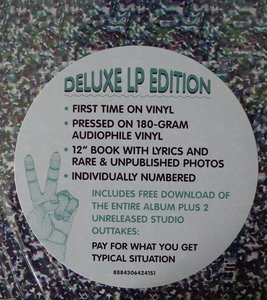 DELUXE LP EDITION
• FIRST TIME ON VINYL
• PRESSED ON 180-GRAM
AUDIOPHILE VINYL
• 12" BOOK WITH LYRICS AND
RARE & UNPUBLISHED PHOTOS
• INDIVIDUALLY NUMBERED
INCLUDES FREE DOWNLOAD OF
THE ENTIRE ALBUM PLUS 2
UNRELEASED STUDIO
OUTTAKES:
PAY FOR WHAT YOU GET
TYPICAL SITUATION
88843064241S1